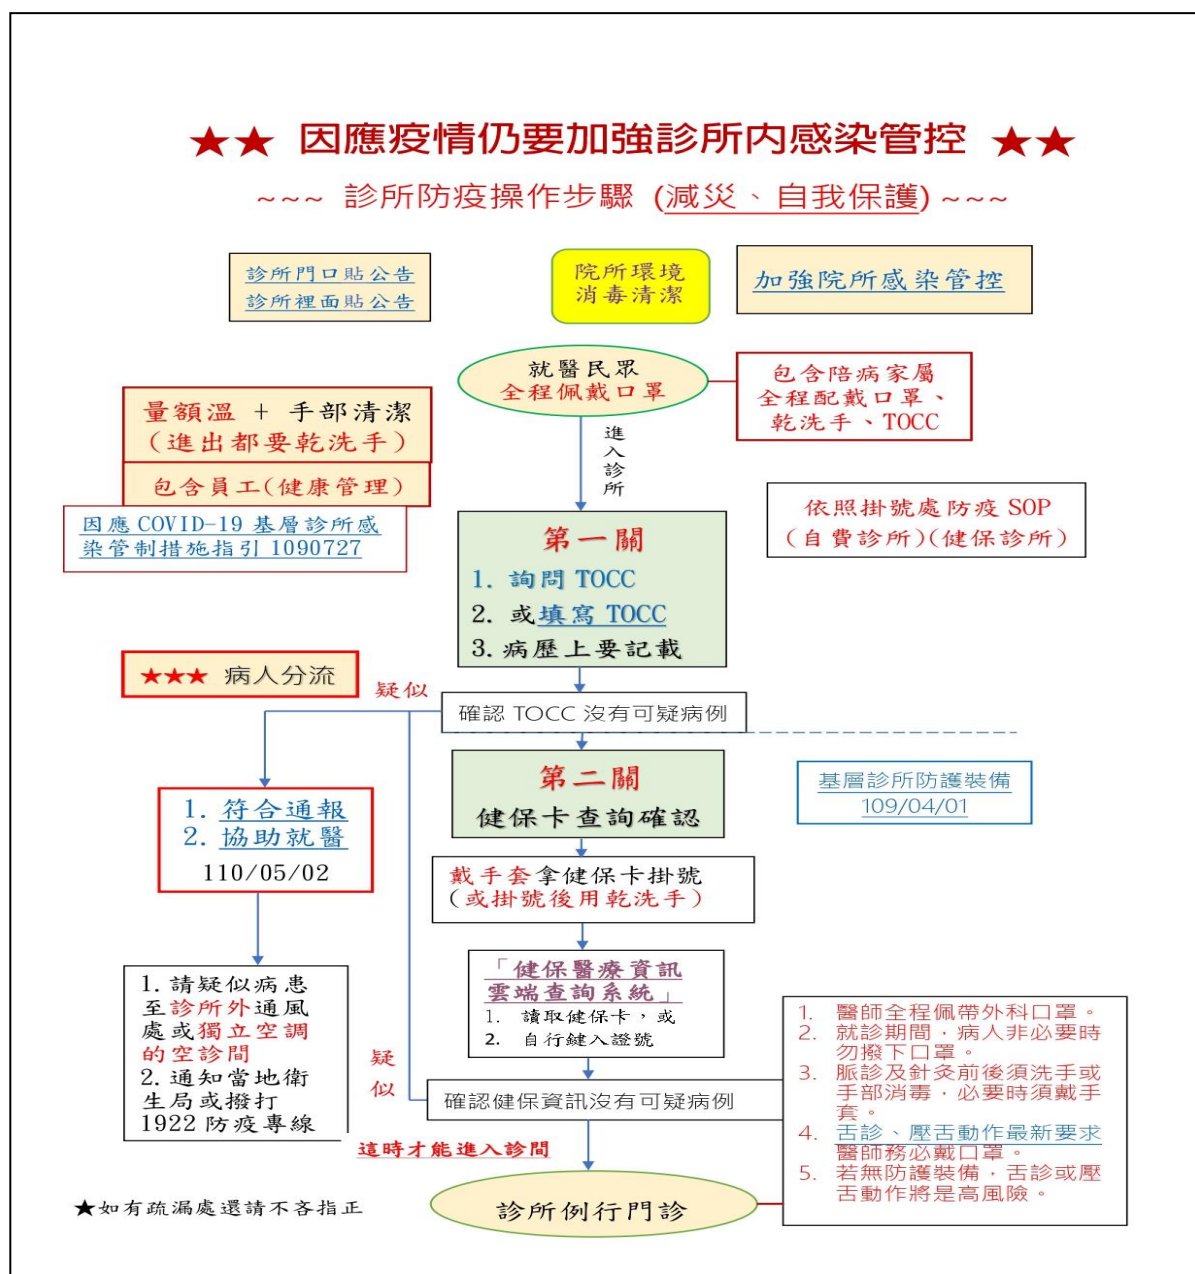 ★★ 因應疫情仍要加強診所內感染管控 ★★
~~~ 診所防疫操作步驟 (減災、自我保護) ~~~
診所門口貼公告
診所裡面貼公告
院所環境
消毒清潔
加強院所感染管控
就醫民眾
全程佩戴口罩
包含陪病家屬
全程配戴口罩、
乾洗手、TOCC
量額溫 + 手部清潔
(進出都要乾洗手)
包含員工(健康管理)
因應 COVID-19 基層診所感
染管制措施指引 1090727
進
入
診
所
依照掛號處防疫 SOP
(自費診所)(健保診所)
第一關
1. 詢問 TOCC
2. 或填寫 TOCC
3. 病歷上要記載
★★★ 病人分流
疑似
確認 TOCC 沒有可疑病例
第二關
健保卡查詢確認
基層診所防護裝備
109/04/01
1. 符合通報
2. 協助就醫
110/05/02
戴手套拿健保卡掛號
(或掛號後用乾洗手)
1. 請疑似病患
至診所外通風
處或獨立空調
的空診間
2. 通知當地衛
生局或撥打
1922 防疫專線
「健保醫療資訊
雲端查詢系統」
1. 讀取健保卡，或
2. 自行鍵入證號
疑
似
確認健保資訊沒有可疑病例
這時才能進入診間
診所例行門診
1. 醫師全程佩帶外科口罩。
2. 就診期間，病人非必要時
勿撥下口罩。
3. 脈診及針灸前後須洗手或
手部消毒，必要時須戴手
套。
4. 舌診、壓舌動作最新要求
醫師務必戴口罩。
5. 若無防護裝備，舌診或壓
舌動作將是高風險。
★如有疏漏處還請不吝指正